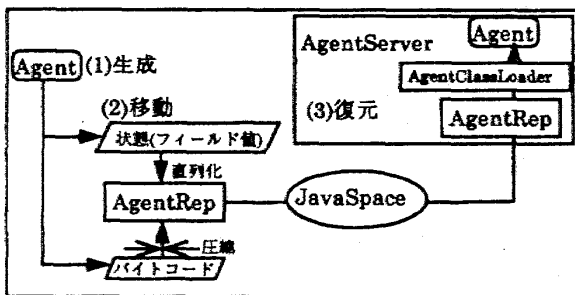 Agent (1)生成
(2)移動
状態(フィールド値)
直列化
AgentRep
圧縮
バイトコード
JavaSpace
AgentServer
Agent
AgentClassLoader
(3)復元
AgentRep